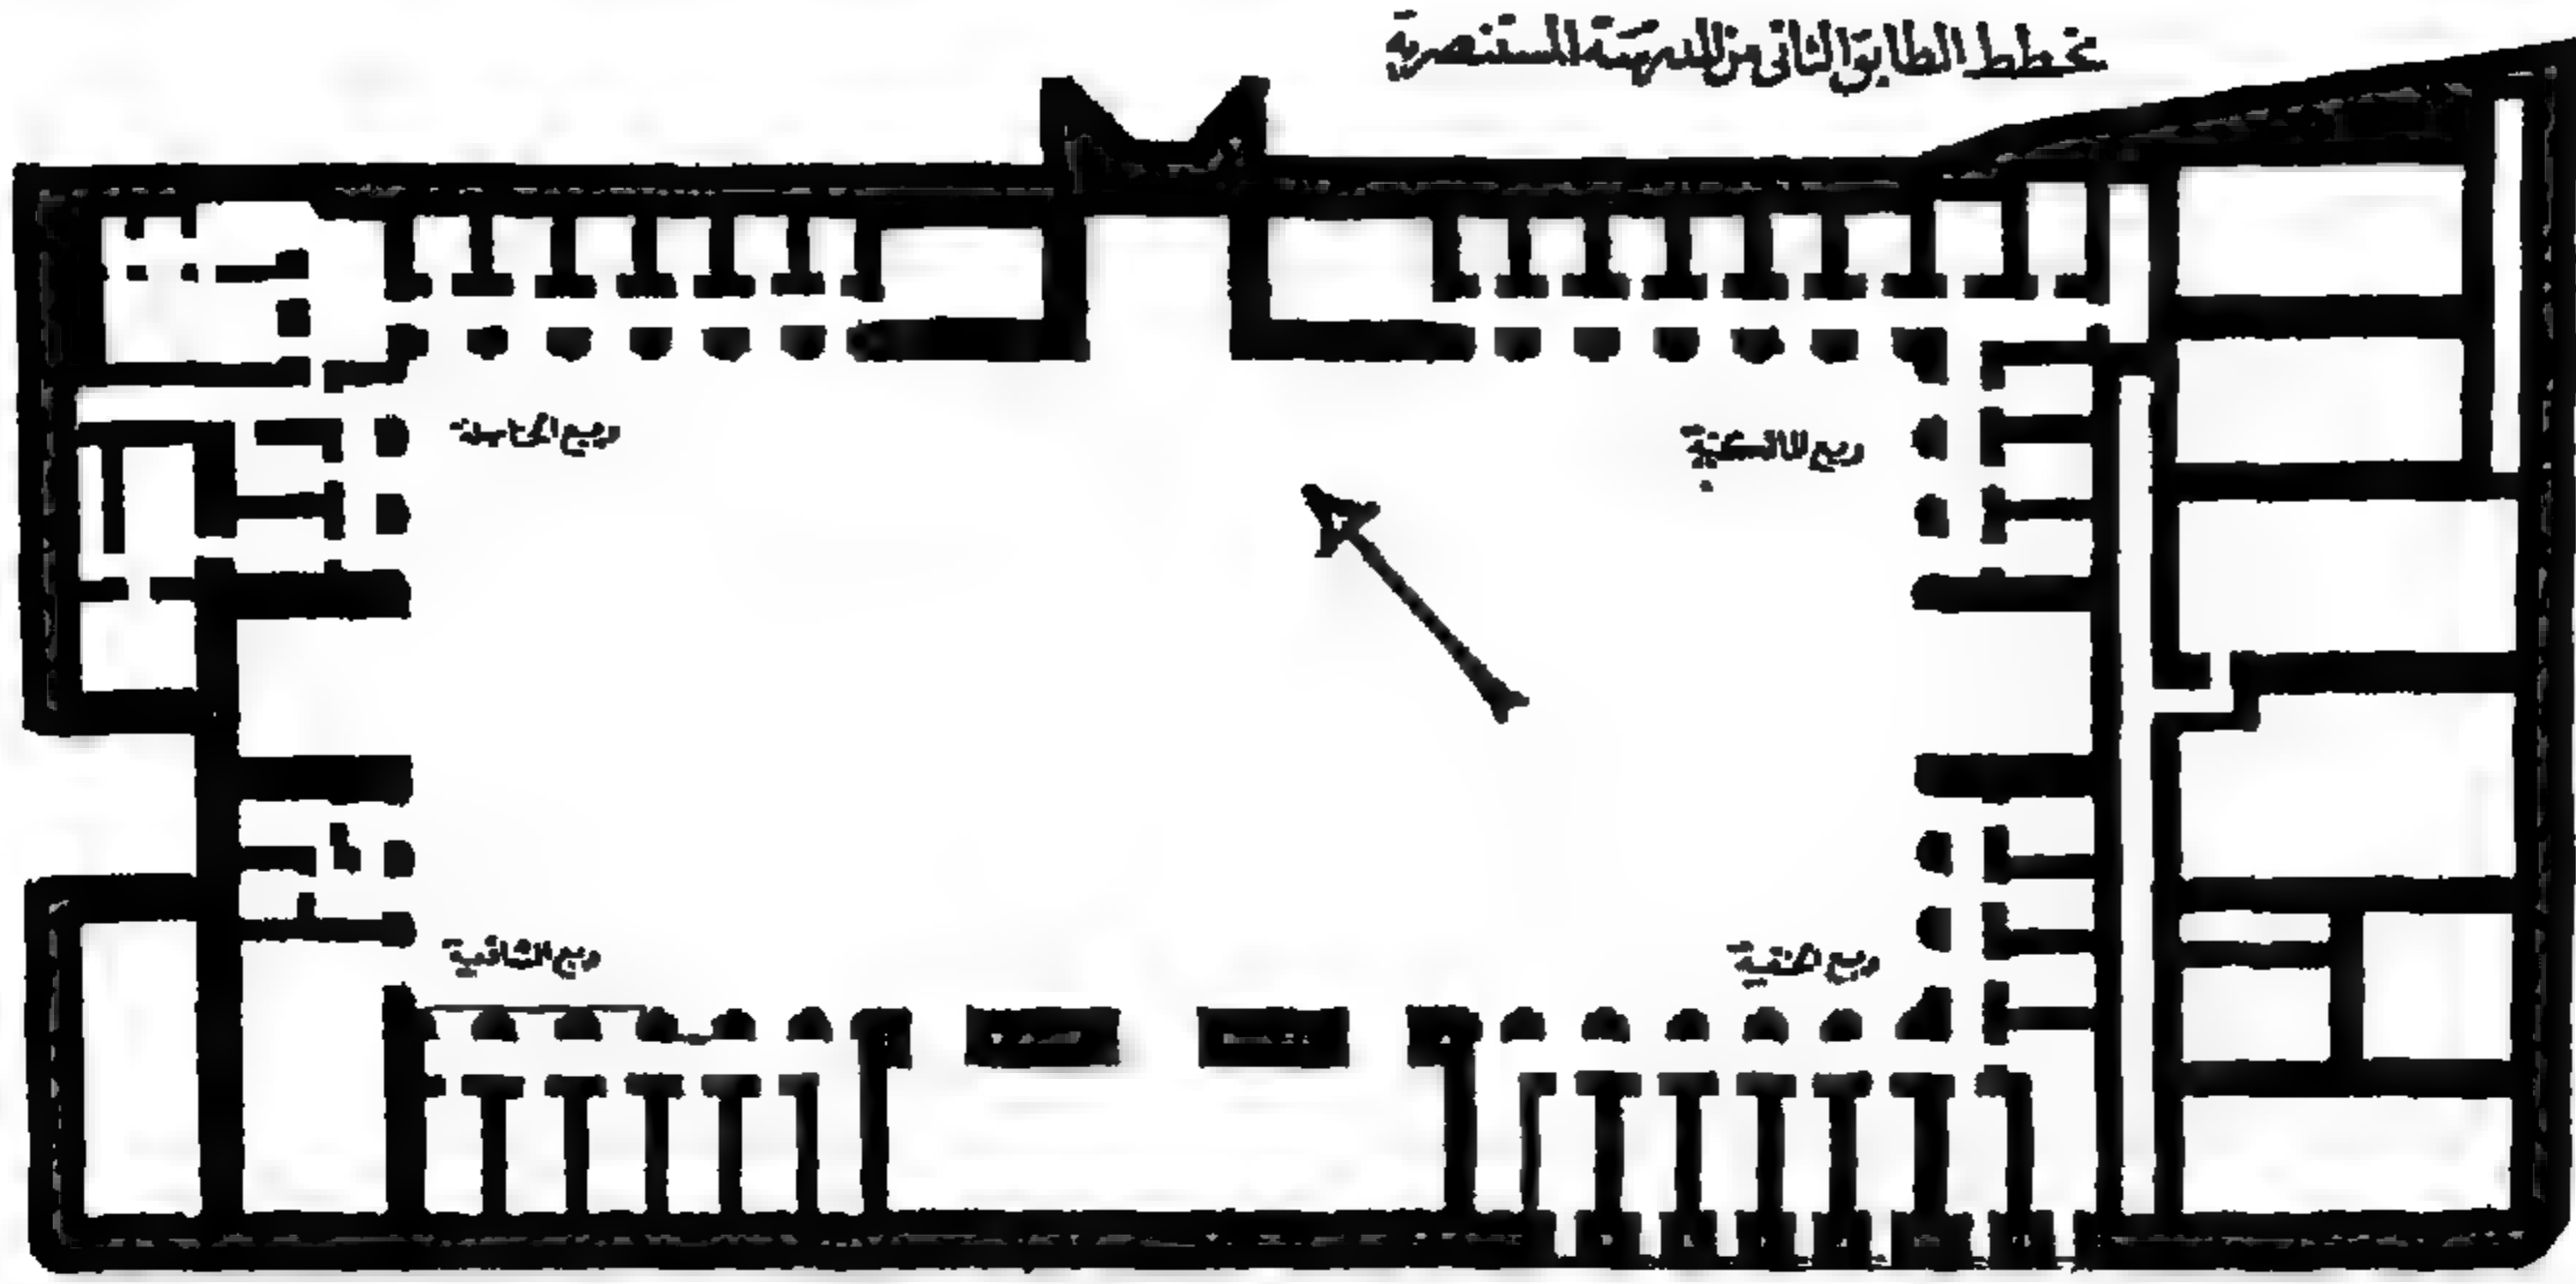 مخطط الطابق الثاني من المدرسة المستنصرية
ربع الحنابلة
ربع المالكية
ربع الشافعية
ربع الحنفية